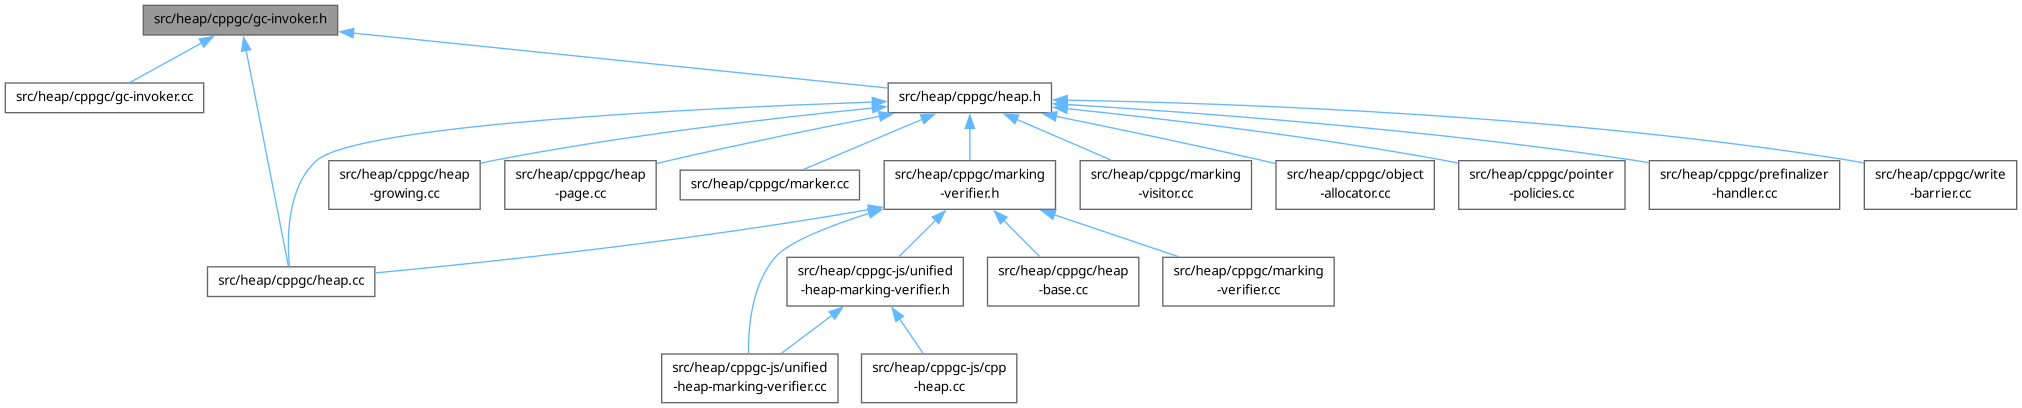 src/heap/cppgc/gc-invoker.h
src/heap/cppgc/gc-invoker.cc
src/heap/cppgc/heap.h
src/heap/cppgc/heap
-growing.cc
src/heap/cppgc/heap
-page.cc
src/heap/cppgc/marker.cc
src/heap/cppgc/marking
-verifier.h
src/heap/cppgc/marking
-visitor.cc
src/heap/cppgc/object
-allocator.cc
src/heap/cppgc/pointer
-policies.cc
src/heap/cppgc/prefinalizer
-handler.cc
src/heap/cppgc/write
-barrier.cc
src/heap/cppgc/heap.cc
src/heap/cppgc-js/unified
-heap-marking-verifier.h
src/heap/cppgc/heap
-base.cc
src/heap/cppgc/marking
-verifier.cc
src/heap/cppgc-js/unified
-heap-marking-verifier.cc
src/heap/cppgc-js/cpp
-heap.cc